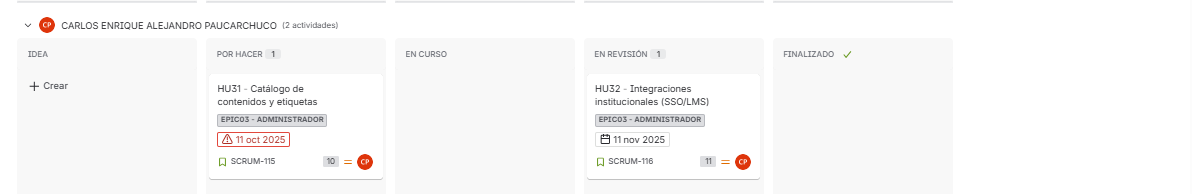 CP CARLOS ENRIQUE ALEJANDRO PAUCARCHUCO (2 actividades)
IDEA
+ Crear
POR HACER 1
HU31 - Catálogo de
contenidos y etiquetas
EPIC03 - ADMINISTRADOR
11 oct 2025
SCRUM-115 10 CP
EN CURSO
EN REVISIÓN 1
HU32 - Integraciones
institucionales (SSO/LMS)
EPIC03 - ADMINISTRADOR
11 nov 2025
SCRUM-116 11 CP
FINALIZADO